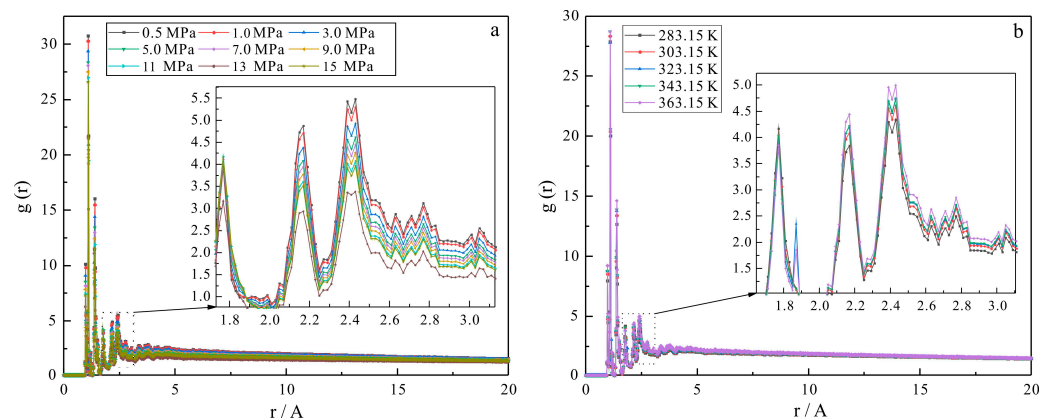 a
0.5 MPa 1.0 MPa 3.0 MPa
5.0 MPa 7.0 MPa 9.0 MPa
11 MPa 13 MPa 15 MPa
g (r)
30
25
20
15
10
5
0
0 5 10 15 20
r / A
5.5
5.0
4.5
4.0
3.5
3.0
2.5
2.0
1.5
1.0
1.8 2.0 2.2 2.4 2.6 2.8 3.0
b
283.15 K
303.15 K
323.15 K
343.15 K
363.15 K
g (r)
30
25
20
15
10
5
0
0 5 10 15 20
r / A
5.0
4.5
4.0
3.5
3.0
2.5
2.0
1.5
1.8 2.0 2.2 2.4 2.6 2.8 3.0